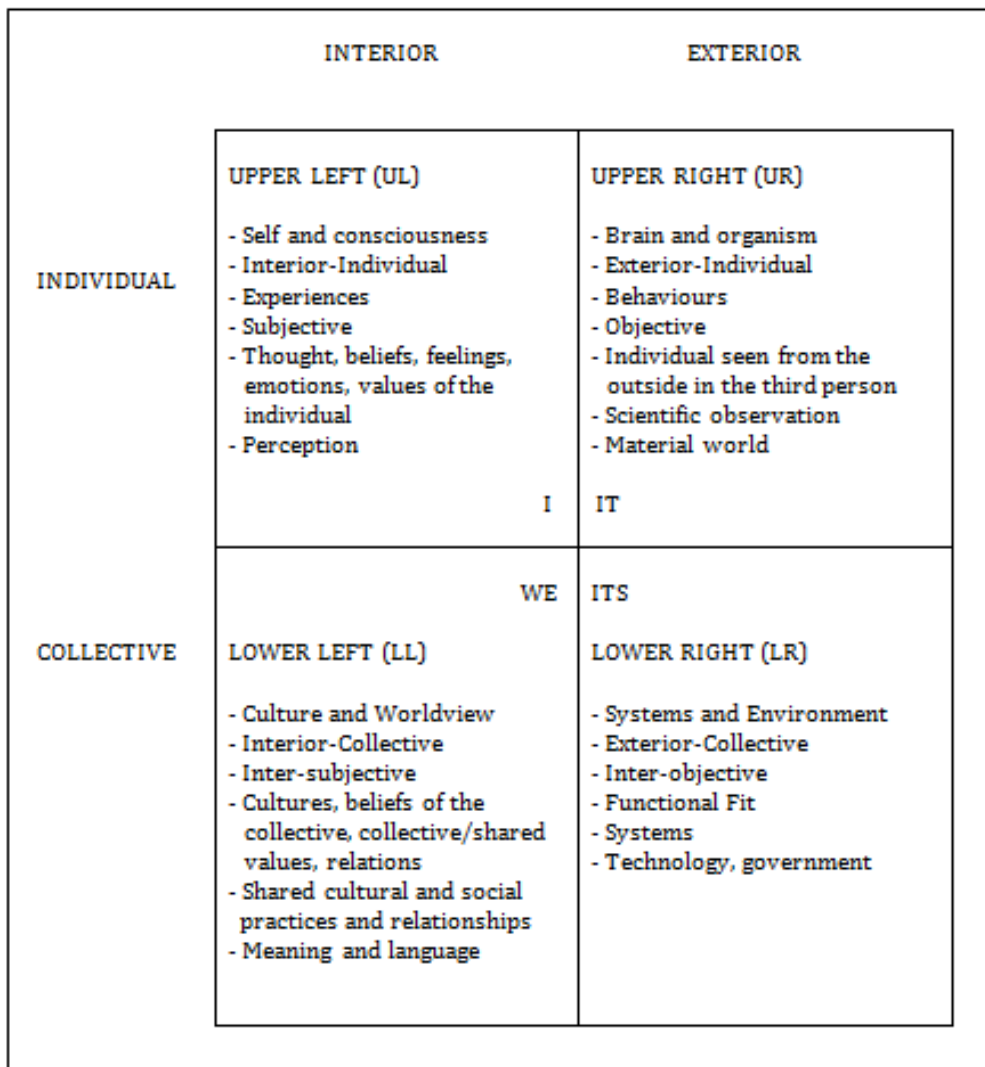 INTERIOR EXTERIOR
INDIVIDUAL
UPPER LEFT (UL)
- Self and consciousness
- Interior-Individual
- Experiences
- Subjective
- Thought, beliefs, feelings,
emotions, values of the
individual
- Perception
I
UPPER RIGHT (UR)
- Brain and organism
- Exterior-Individual
- Behaviours
- Objective
- Individual seen from the
outside in the third person
- Scientific observation
- Material world
IT
COLLECTIVE
WE
LOWER LEFT (LL)
- Culture and Worldview
- Interior-Collective
- Inter-subjective
- Cultures, beliefs of the
collective, collective/shared
values, relations
- Shared cultural and social
practices and relationships
- Meaning and language
ITS
LOWER RIGHT (LR)
- Systems and Environment
- Exterior-Collective
- Inter-objective
- Functional Fit
- Systems
- Technology, government